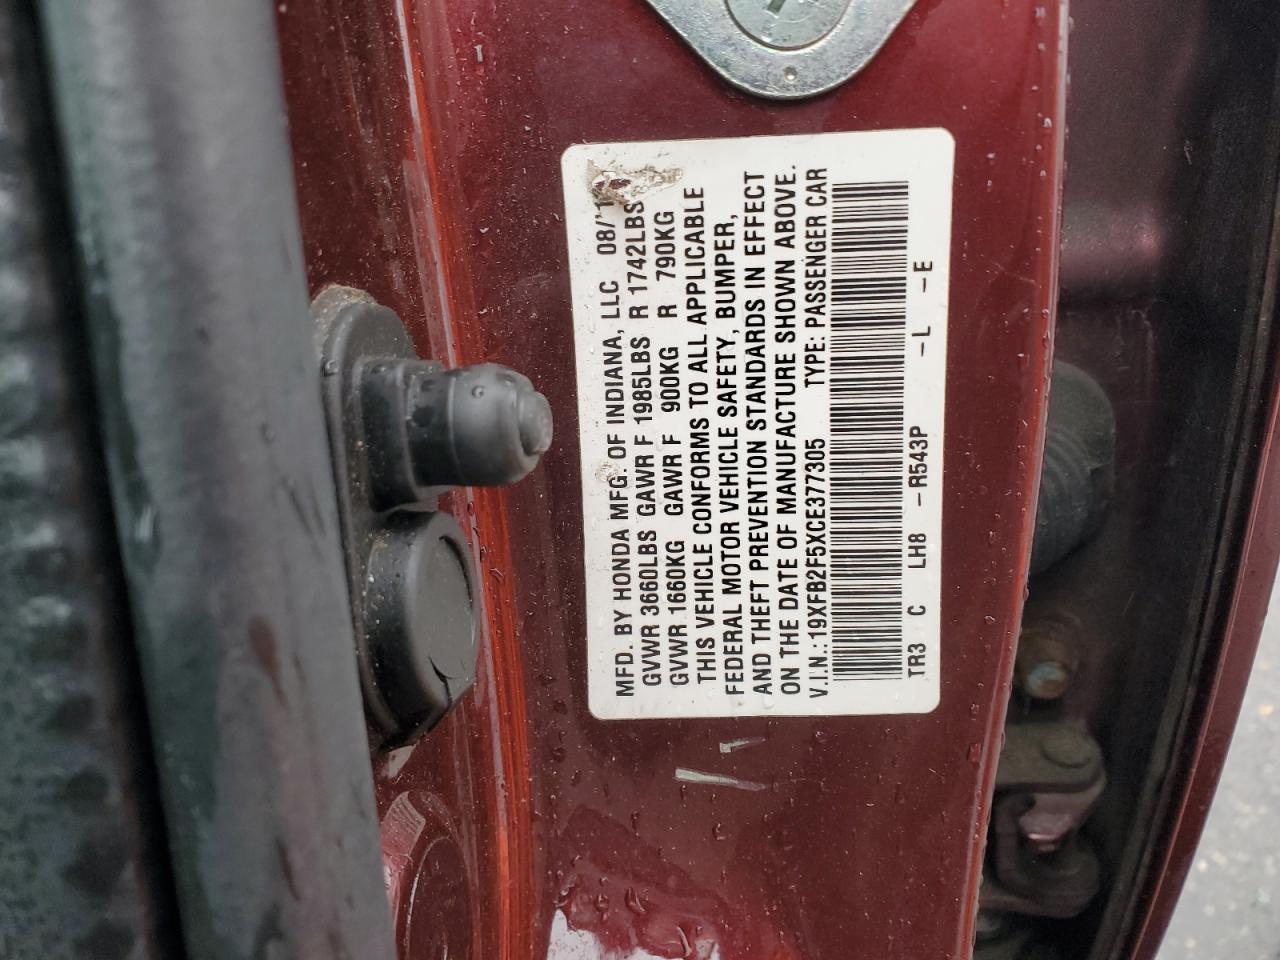 MFD. BY HONDA MFG. OF INDIANA, LLC 08/'1
GVWR 3660LBS GAWR F 1985LBS R 1742LBS
GVWR 1660KG GAWR F 900KG R 790KG
THIS VEHICLE CONFORMS TO ALL APPLICABLE
FEDERAL MOTOR VEHICLE SAFETY, BUMPER,
AND THEFT PREVENTION STANDARDS IN EFFECT
ON THE DATE OF MANUFACTURE SHOWN ABOVE.
V.I.N.: 19XFB2F5XCE377305 TYPE: PASSENGER CAR
TR3 C LH8 -R543P -L -E